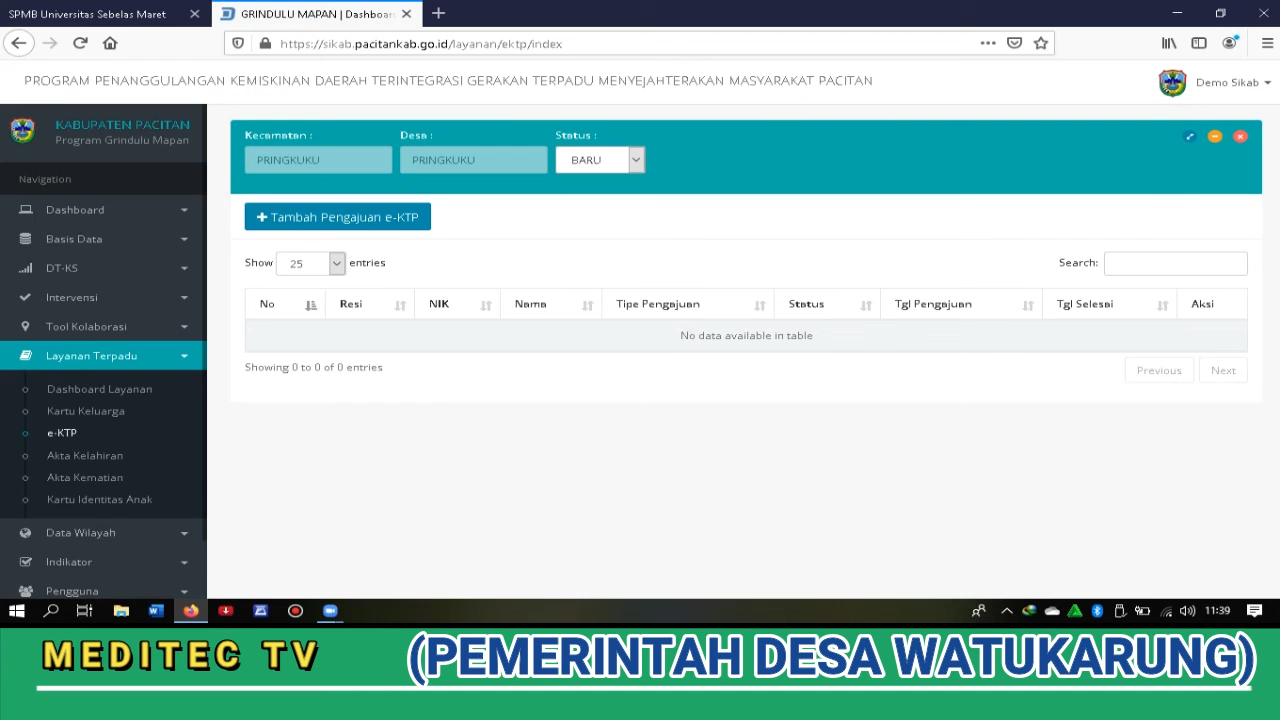 SPMB Universitas Sebelas Maret
GRINDULU MAPAN | Dashboar
https://sikab.pacitankab.go.id/layanan/ektp/index
PROGRAM PENANGGULANGAN KEMISKINAN DAERAH TERINTEGRASI GERAKAN TERPADU MENYEJAHTERAKAN MASYARAKAT PACITAN
Demo Sikab
KABUPATEN PACITAN
Program Grindulu Mapan
Navigation
Dashboard
Basis Data
DT-KS
Intervensi
Tool Kolaborasi
Layanan Terpadu
Dashboard Layanan
Kartu Keluarga
e-KTP
Akta Kelahiran
Akta Kematian
Kartu Identitas Anak
Data Wilayah
Indikator
Pengguna
Kecamatan : Desa : Status :
PRINGKUKU PRINGKUKU BARU
+ Tambah Pengajuan e-KTP
Show 25 entries Search:
No Resi NIK Nama Tipe Pengajuan Status Tgl Pengajuan Tgl Selesai Aksi
No data available in table
Showing 0 to 0 of 0 entries Previous Next
11:39
MEDITEC TV (PEMERINTAH DESA WATUKARUNG)